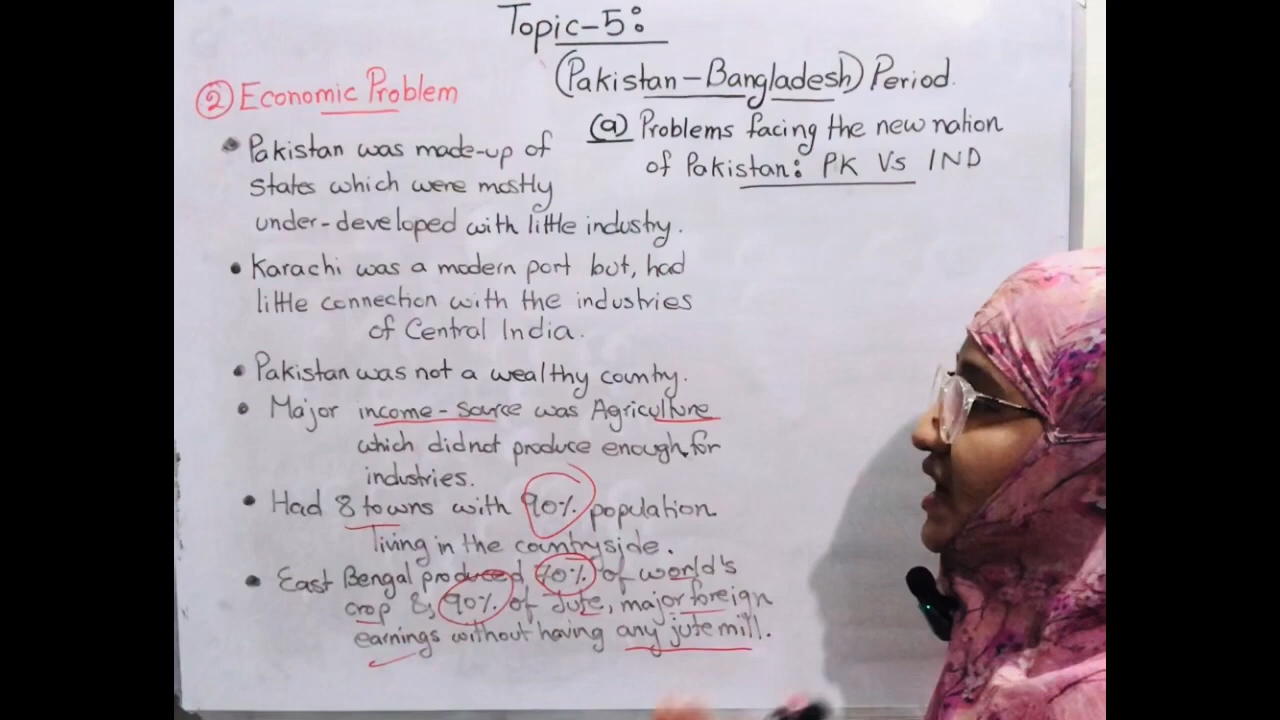 Topic-5:
(Pakistan-Bangladesh) Period.
(a) Problems facing the new nation
of Pakistan: PK Vs IND
② Economic Problem
• Pakistan was made-up of
states which were mostly
under-developed with little industry.
• Karachi was a modern port but, had
little connection with the industries
of Central India.
• Pakistan was not a wealthy country.
• Major income-source was Agriculture
which didnot produce enough for
industries.
• Had 8 towns with 90% population
living in the countryside.
• East Bengal produced of world's
crop &, 90% of Jute, major foreign
earnings without having any jute mill.